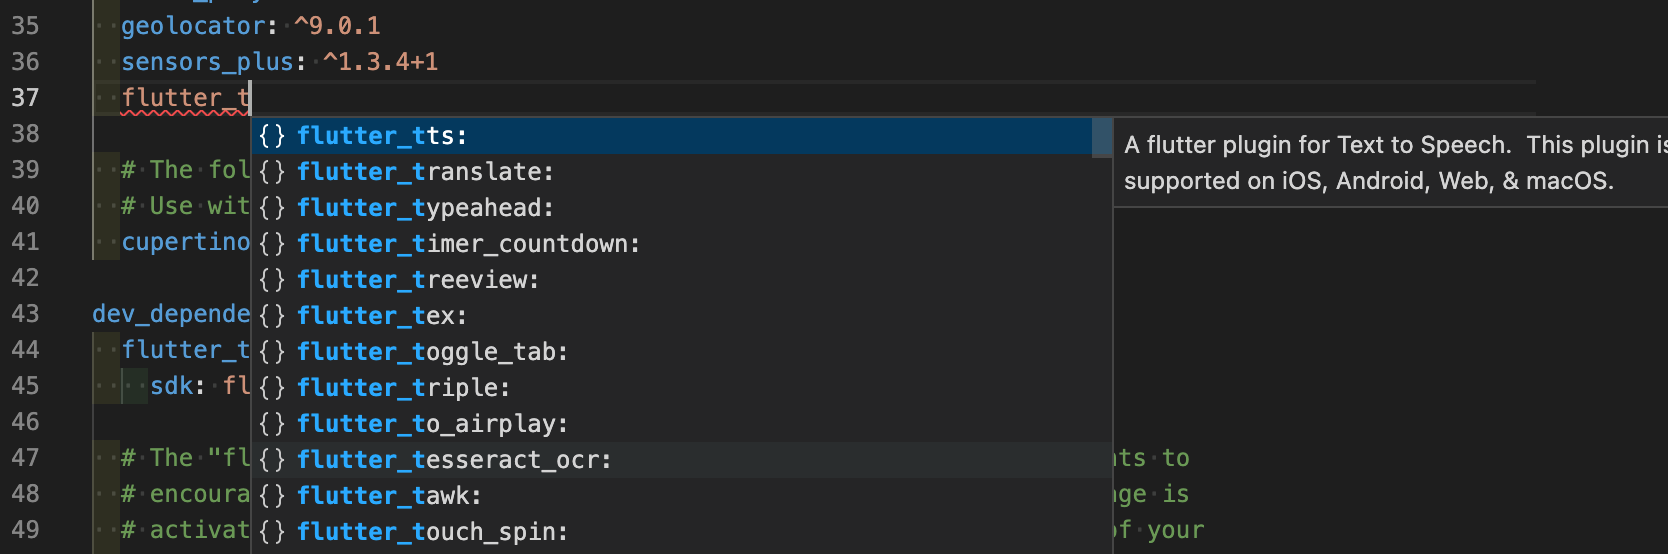 35 geolocator: ^9.0.1
36 sensors_plus: ^1.3.4+1
37 flutter_t
38 {} flutter_tts:
A flutter plugin for Text to Speech. This plugin is
supported on iOS, Android, Web, & macOS.
39 # The fol {} flutter_translate:
40 # Use wit {} flutter_typeahead:
41 cupertino {} flutter_timer_countdown:
42 {} flutter_treeview:
43 dev_depende {} flutter_tex:
44 flutter_t {} flutter_toggle_tab:
45 sdk: fl {} flutter_triple:
46 {} flutter_to_airplay:
47 # The "fl {} flutter_tesseract_ocr: ts to
48 # encoura {} flutter_tawk: ge is
49 # activat {} flutter_touch_spin: of your